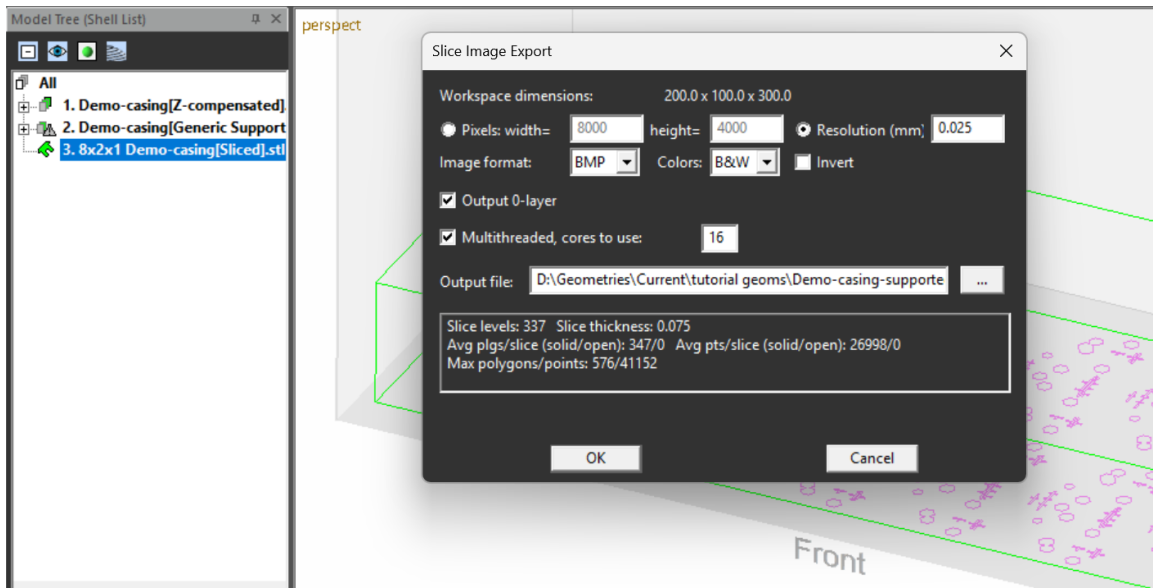 Model Tree (Shell List)
All
1. Demo-casing[Z-compensated].
2. Demo-casing[Generic Support
3. 8x2x1 Demo-casing[Sliced].stl
perspect
Slice Image Export
Workspace dimensions: 200.0 x 100.0 x 300.0
Pixels: width= 8000 height= 4000 Resolution (mm) 0.025
Image format: BMP Colors: B&W Invert
Output 0-layer
Multithreaded, cores to use: 16
Output file: D:\Geometries\Current\tutorial geoms\Demo-casing-supporte ...
Slice levels: 337 Slice thickness: 0.075
Avg plgs/slice (solid/open): 347/0 Avg pts/slice (solid/open): 26998/0
Max polygons/points: 576/41152
OK Cancel
Front